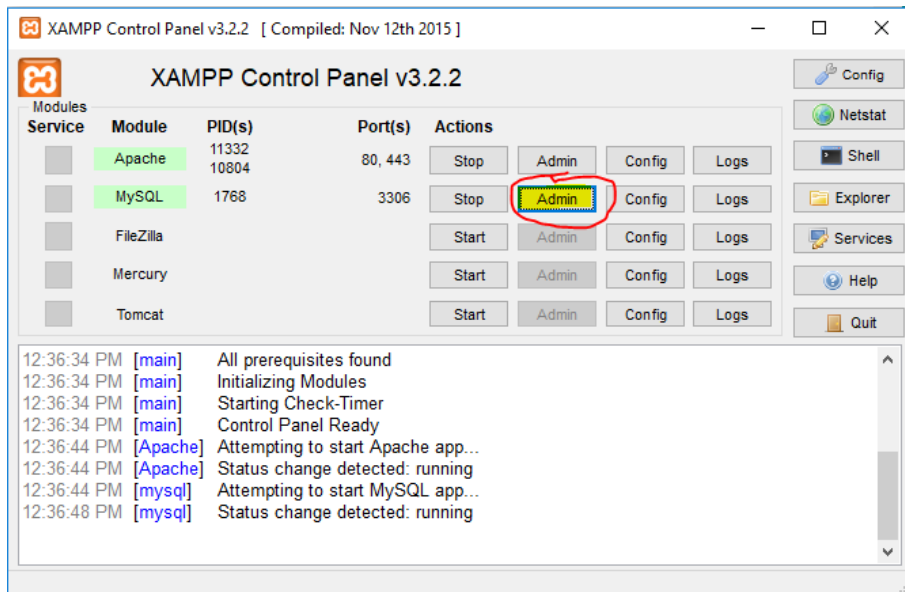 XAMPP Control Panel v3.2.2 [ Compiled: Nov 12th 2015 ]
XAMPP Control Panel v3.2.2
Config
Modules
Service Module PID(s) Port(s) Actions
Netstat
Apache 11332 10804 80, 443 Stop Admin Config Logs
Shell
MySQL 1768 3306 Stop Admin Config Logs
Explorer
FileZilla Start Admin Config Logs
Services
Mercury Start Admin Config Logs
Help
Tomcat Start Admin Config Logs
Quit
12:36:34 PM [main] All prerequisites found
12:36:34 PM [main] Initializing Modules
12:36:34 PM [main] Starting Check-Timer
12:36:34 PM [main] Control Panel Ready
12:36:44 PM [Apache] Attempting to start Apache app...
12:36:44 PM [Apache] Status change detected: running
12:36:44 PM [mysql] Attempting to start MySQL app...
12:36:48 PM [mysql] Status change detected: running